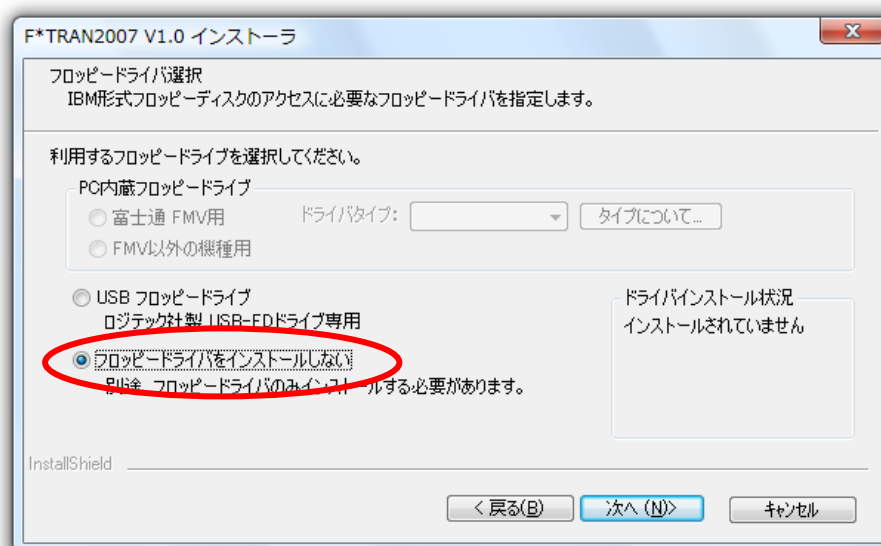 F*TRAN2007 V1.0 インストーラ
フロッピードライバ選択
IBM形式フロッピーディスクのアクセスに必要なフロッピードライバを指定します。
利用するフロッピードライブを選択してください。
PC内蔵フロッピードライブ
富士通 FMV用
ドライバタイプ:
タイプについて...
FMV以外の機種用
USB フロッピードライブ
ロジテック社製 USB-FDドライブ専用
フロッピードライバをインストールしない
別途、フロッピードライバのみインストールする必要があります。
ドライバインストール状況
インストールされていません
InstallShield
< 戻る(B)
次へ (N)>
キャンセル